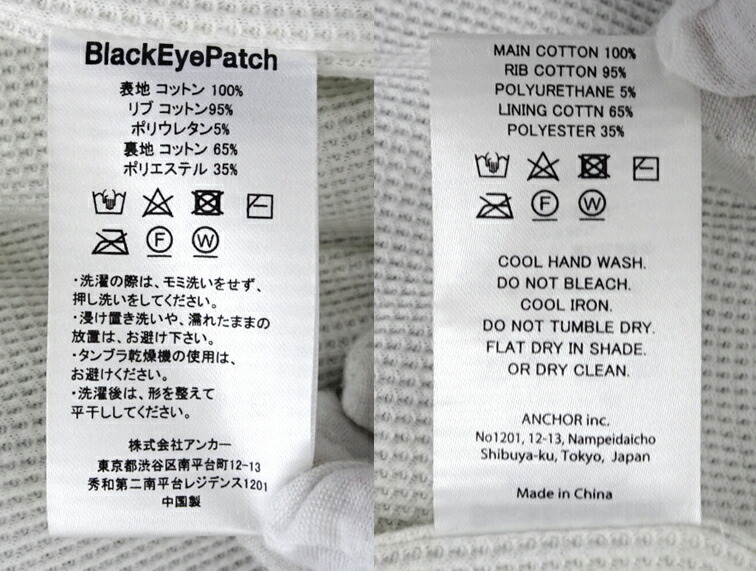 BlackEyePatch
表地 コットン 100%
リブ コットン95%
ポリウレタン5%
裏地 コットン 65%
ポリエステル 35%
F
W
・洗濯の際は、モミ洗いをせず、
押し洗いをしてください。
・浸け置き洗いや、濡れたままの
放置は、お避け下さい。
・タンブラ乾燥機の使用は、
お避けください。
・洗濯後は、形を整えて
平干ししてください。
株式会社アンカー
東京都渋谷区南平台町12-13
秀和第二南平台レジデンス1201
中国製
MAIN COTTON 100%
RIB COTTON 95%
POLYURETHANE 5%
LINING COTTN 65%
POLYESTER 35%
F
W
COOL HAND WASH.
DO NOT BLEACH.
COOL IRON.
DO NOT TUMBLE DRY.
FLAT DRY IN SHADE.
OR DRY CLEAN.
ANCHOR inc.
No1201, 12-13, Nampeidaicho
Shibuya-ku, Tokyo, Japan
Made in China